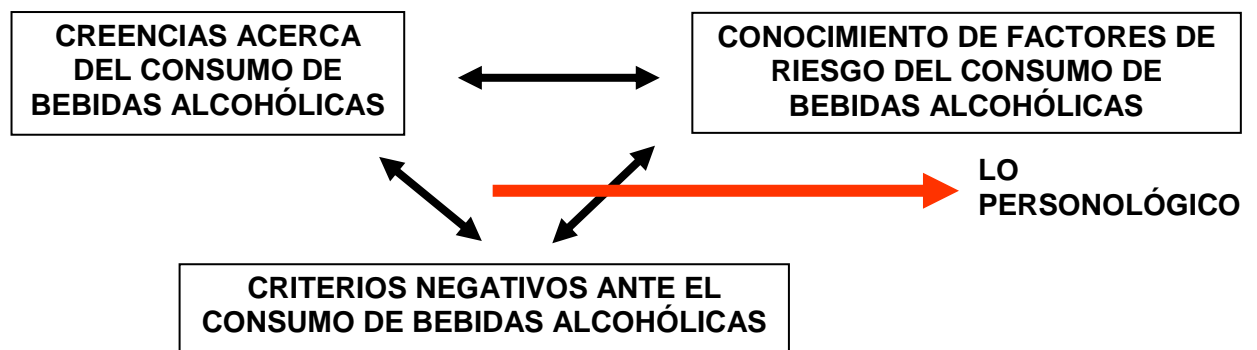 CREENCIAS ACERCA
DEL CONSUMO DE
BEBIDAS ALCOHÓLICAS
CONOCIMIENTO DE FACTORES DE
RIESGO DEL CONSUMO DE
BEBIDAS ALCOHÓLICAS
LO
PERSONOLÓGICO
CRITERIOS NEGATIVOS ANTE EL
CONSUMO DE BEBIDAS ALCOHÓLICAS